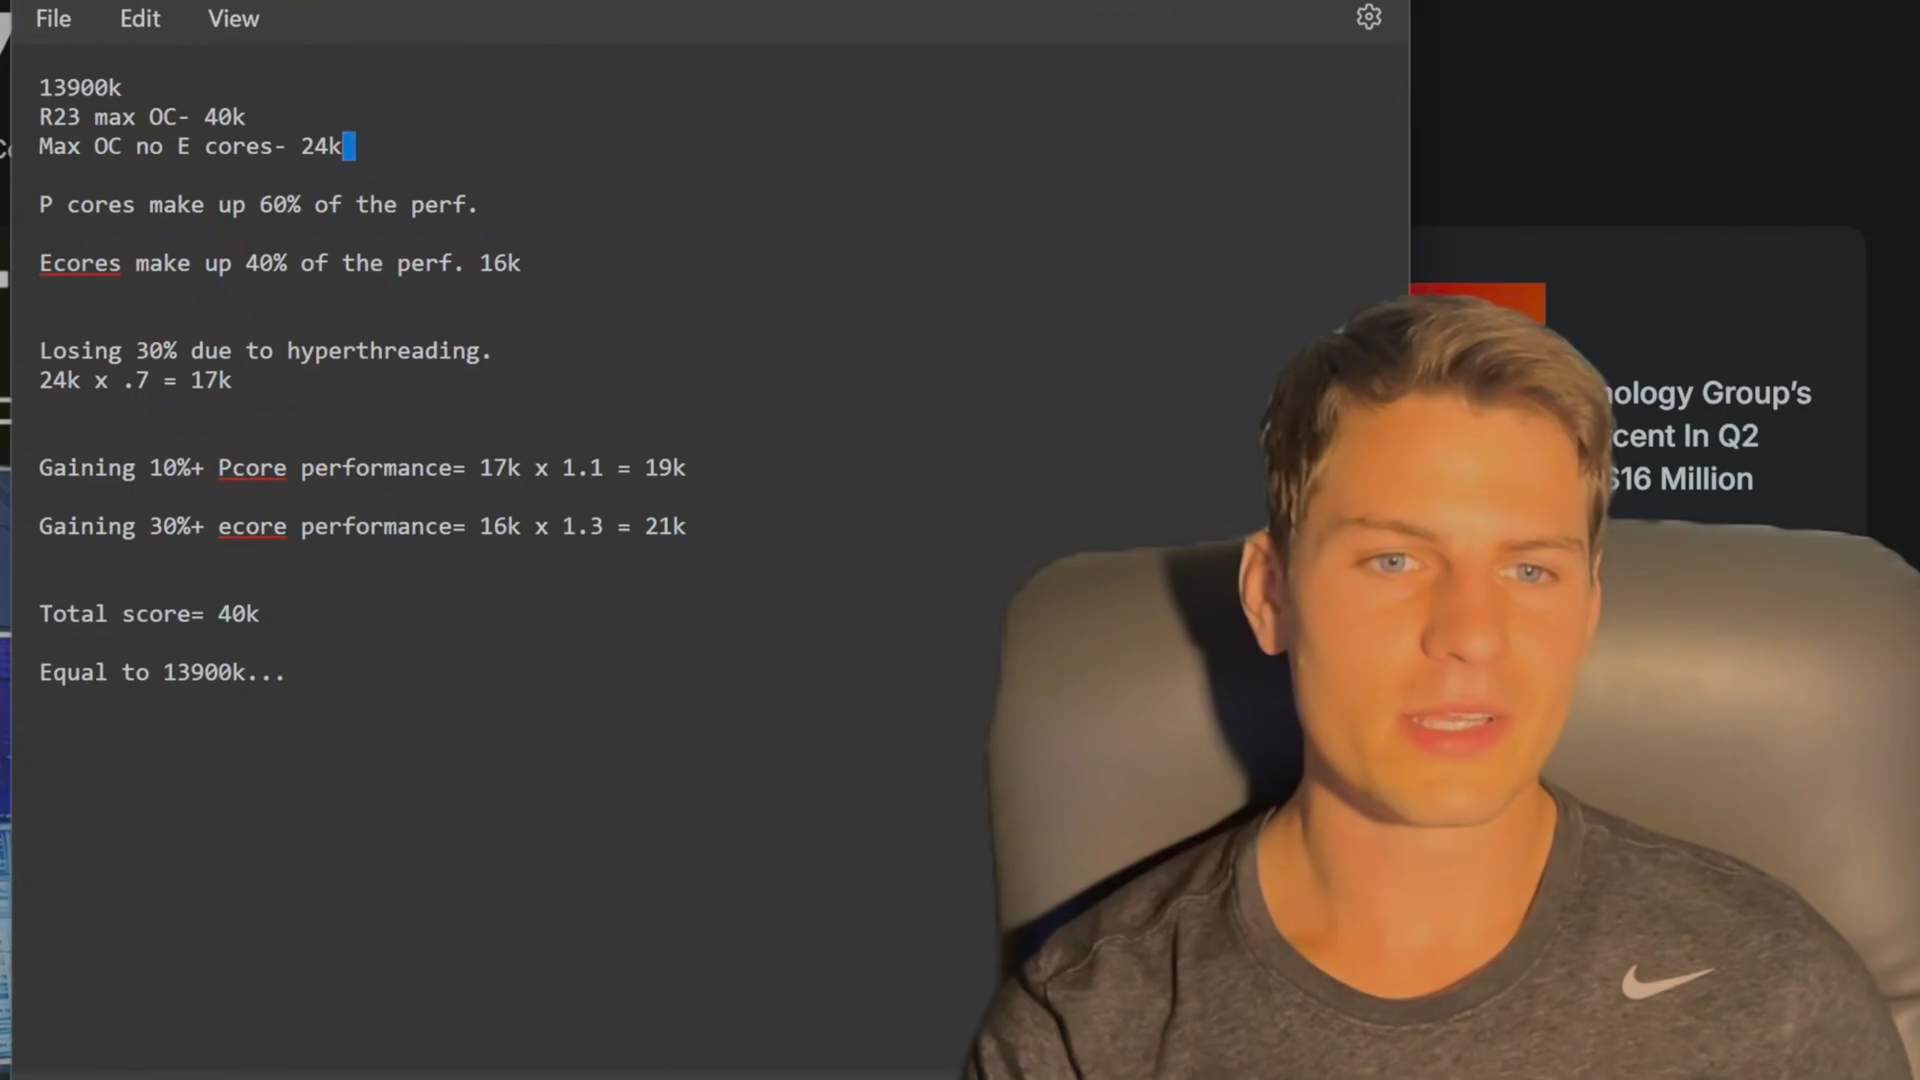 File Edit View
13900k
R23 max OC- 40k
Max OC no E cores- 24k
P cores make up 60% of the perf.
Ecores make up 40% of the perf. 16k
Losing 30% due to hyperthreading.
24k x .7 = 17k
Gaining 10%+ Pcore performance= 17k x 1.1 = 19k
Gaining 30%+ ecore performance= 16k x 1.3 = 21k
Total score= 40k
Equal to 13900k...
Group's
In Q2
Million